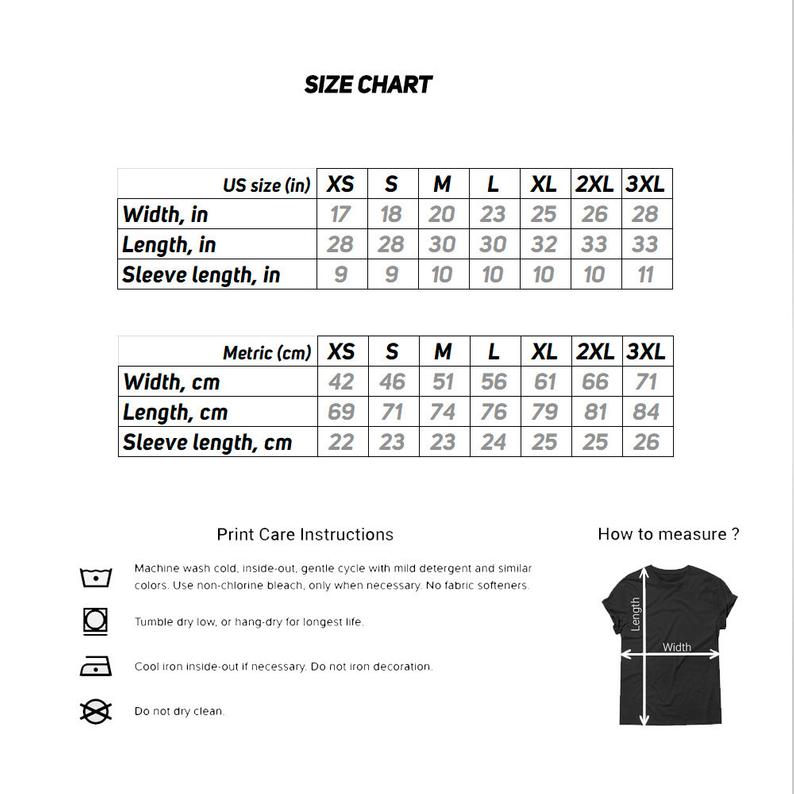 SIZE CHART
US size (in) XS S M L XL 2XL 3XL
Width, in 17 18 20 23 25 26 28
Length, in 28 28 30 30 32 33 33
Sleeve length, in 9 9 10 10 10 10 11
Metric (cm) XS S M L XL 2XL 3XL
Width, cm 42 46 51 56 61 66 71
Length, cm 69 71 74 76 79 81 84
Sleeve length, cm 22 23 23 24 25 25 26
Print Care Instructions
Machine wash cold, inside-out, gentle cycle with mild detergent and similar
colors. Use non-chlorine bleach, only when necessary. No fabric softeners.
Tumble dry low, or hang-dry for longest life.
Cool iron inside-out if necessary. Do not iron decoration.
Do not dry clean.
How to measure ?
Length
Width